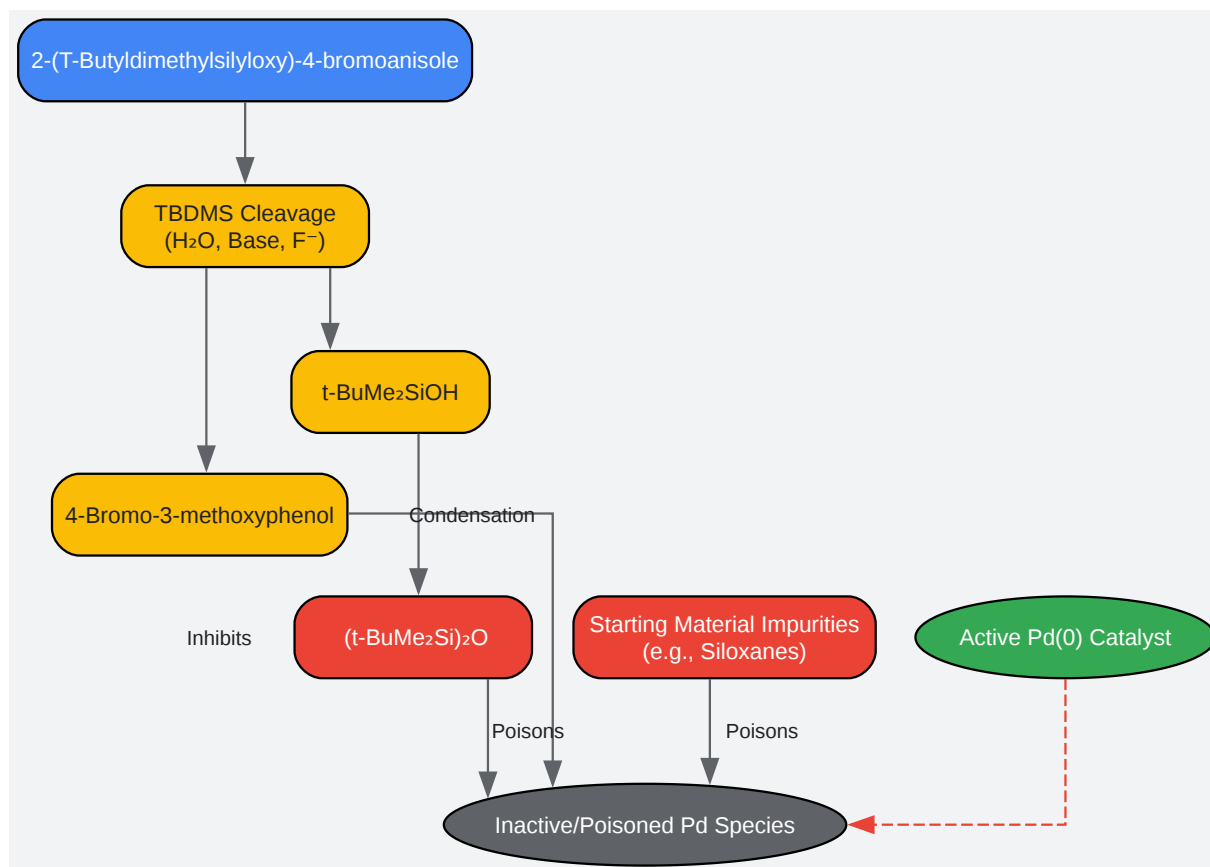 2-(T-Butyldimethylsilyloxy)-4-bromoanisole
TBDMS Cleavage
(H₂O, Base, F⁻)
t-BuMe₂SiOH
4-Bromo-3-methoxyphenol
Condensation
Inhibits
(t-BuMe₂Si)₂O
Starting Material Impurities
(e.g., Siloxanes)
Active Pd(0) Catalyst
Poisons
Poisons
Inactive/Poisoned Pd Species